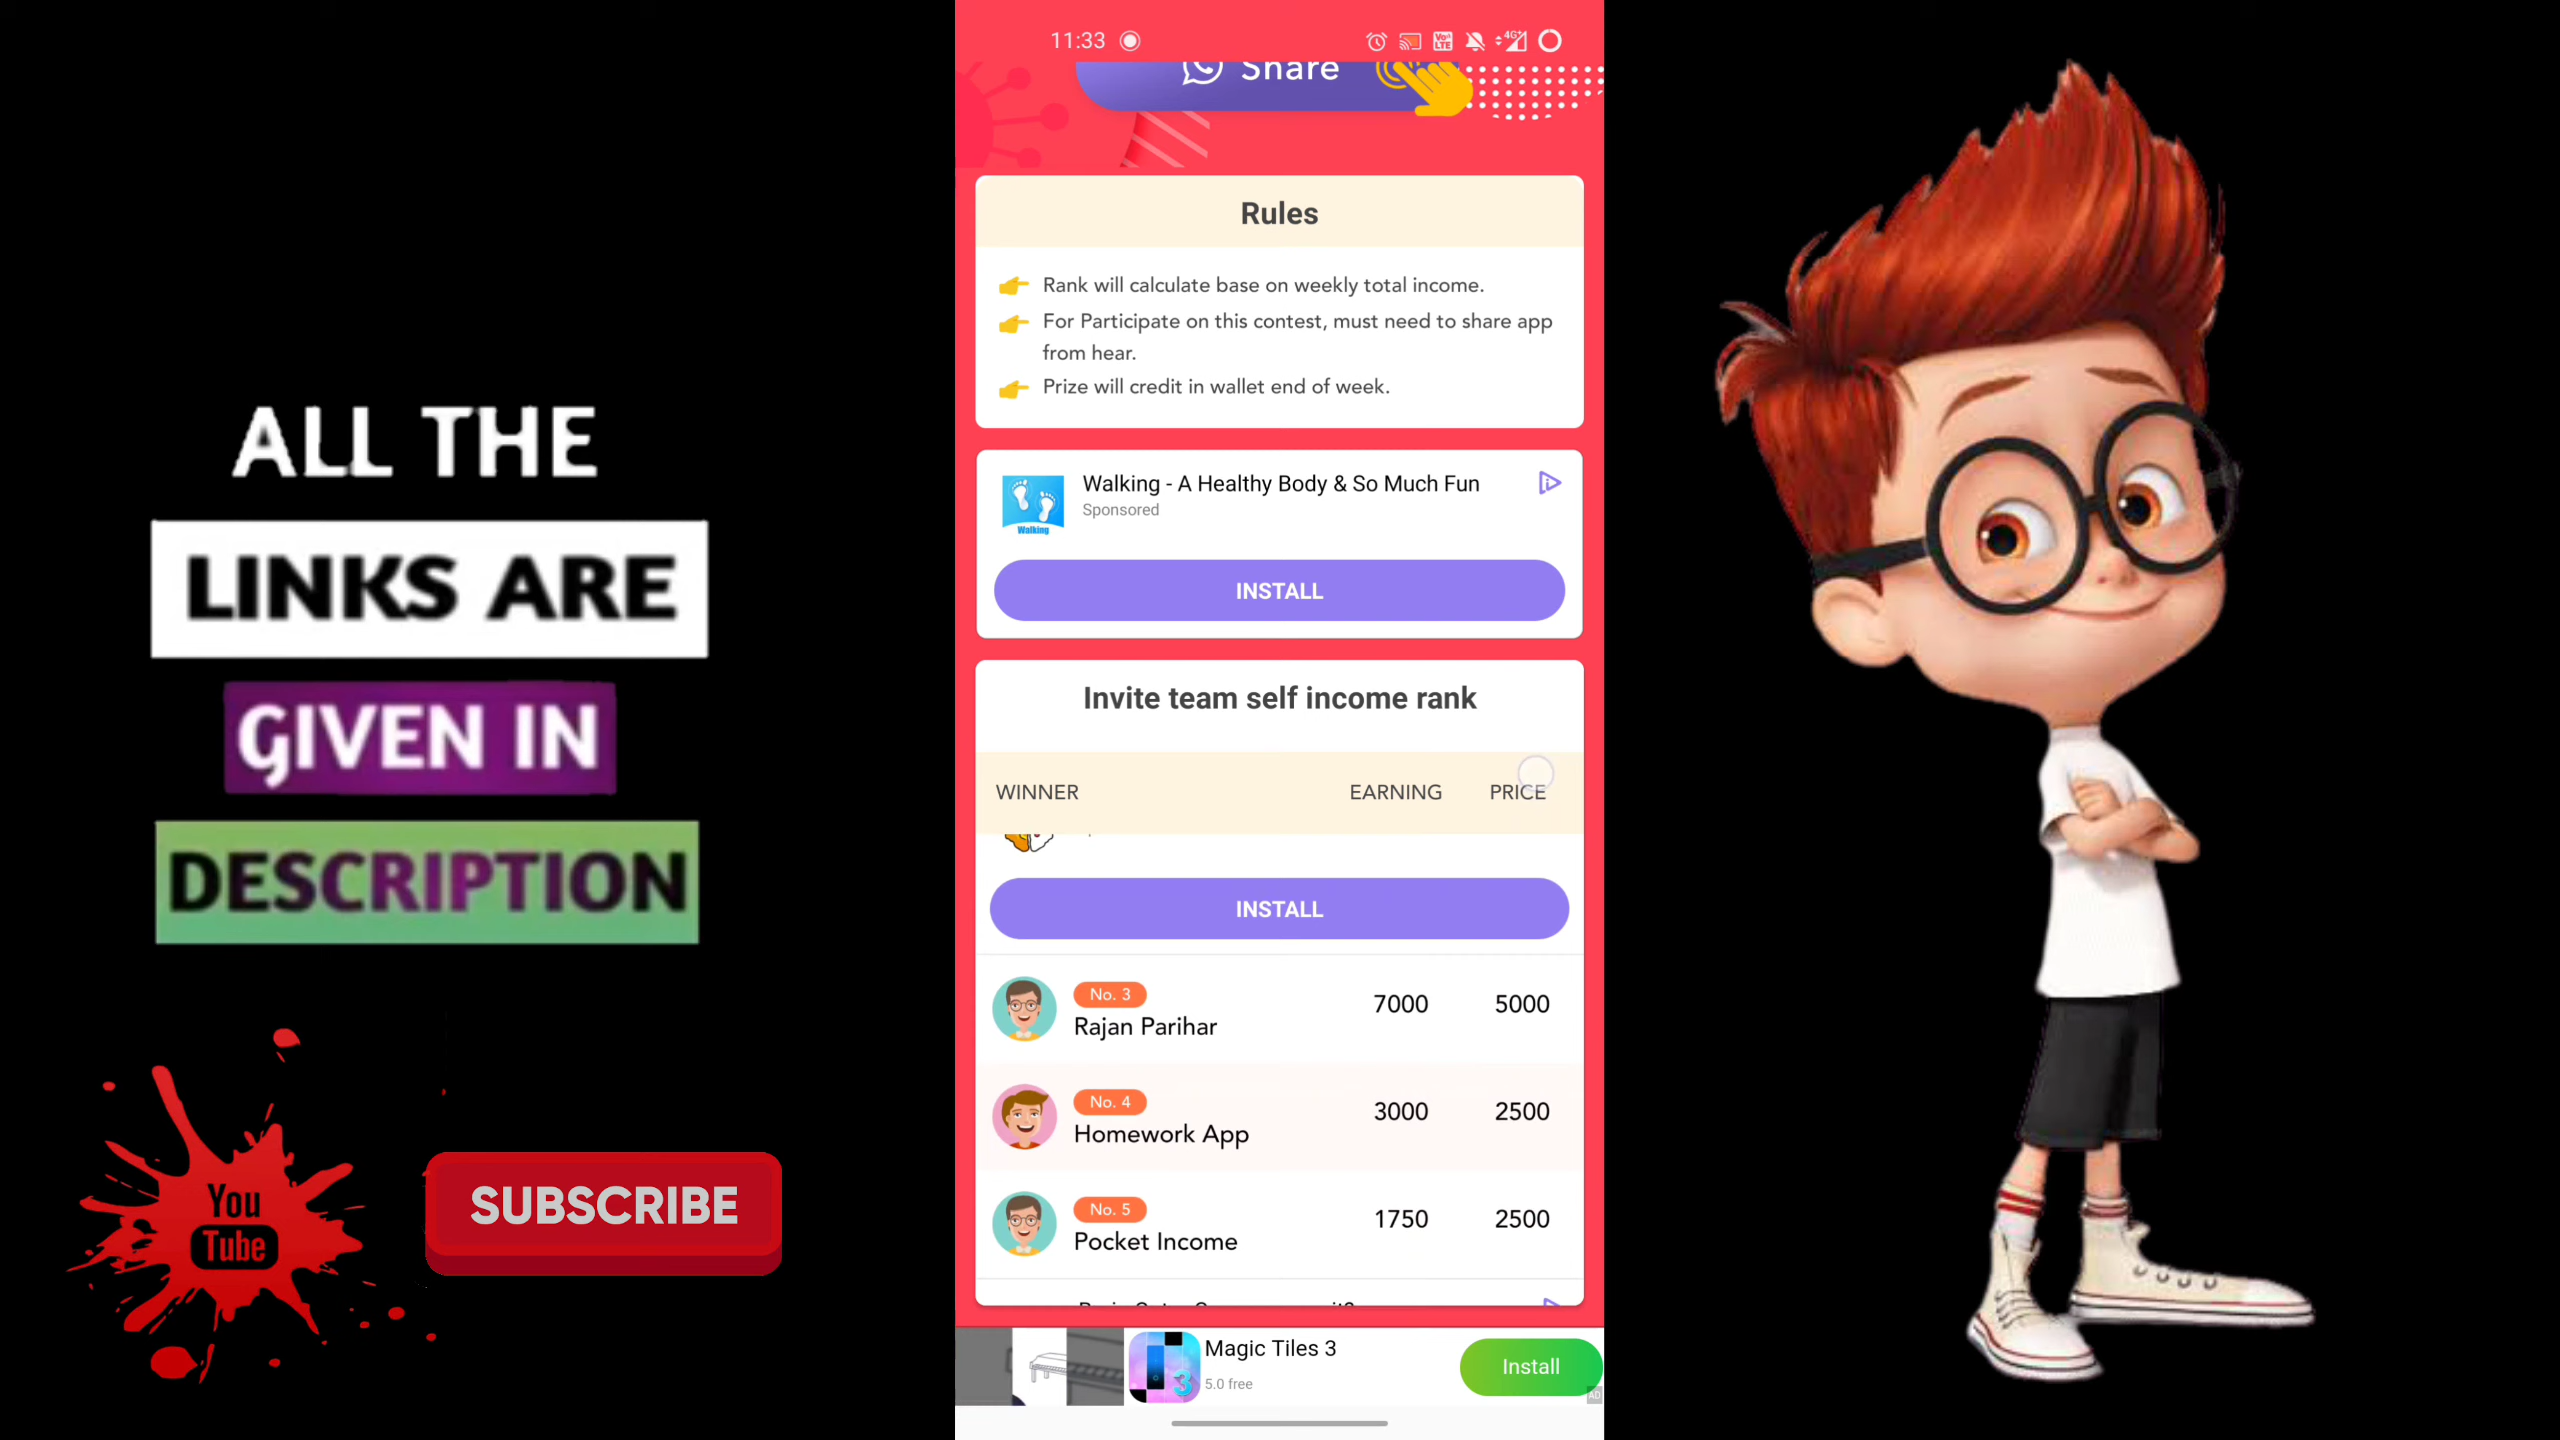 ALL THE
LINKS ARE
GIVEN IN
DESCRIPTION
You
Tube
SUBSCRIBE
11:33
4G+
Share
Rules
Rank will calculate base on weekly total income.
For Participate on this contest, must need to share app
from hear.
Prize will credit in wallet end of week.
Walking - A Healthy Body & So Much Fun
Sponsored
Walking
INSTALL
Invite team self income rank
WINNER EARNING PRICE
INSTALL
No. 3
Rajan Parihar 7000 5000
No. 4
Homework App 3000 2500
No. 5
Pocket Income 1750 2500
Magic Tiles 3
5.0 free
3
Install
AD